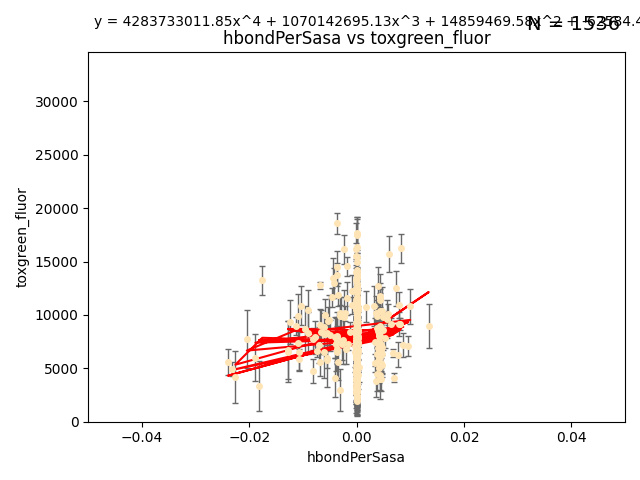 y = 4283733011.85x^4 + 1070142695.13x^3 + 14859469.58x^2 +
N = 1536
hbondPerSasa vs toxgreen_fluor
toxgreen_fluor
30000
25000
20000
15000
10000
5000
0
−0.04 −0.02 0.00 0.02 0.04
hbondPerSasa